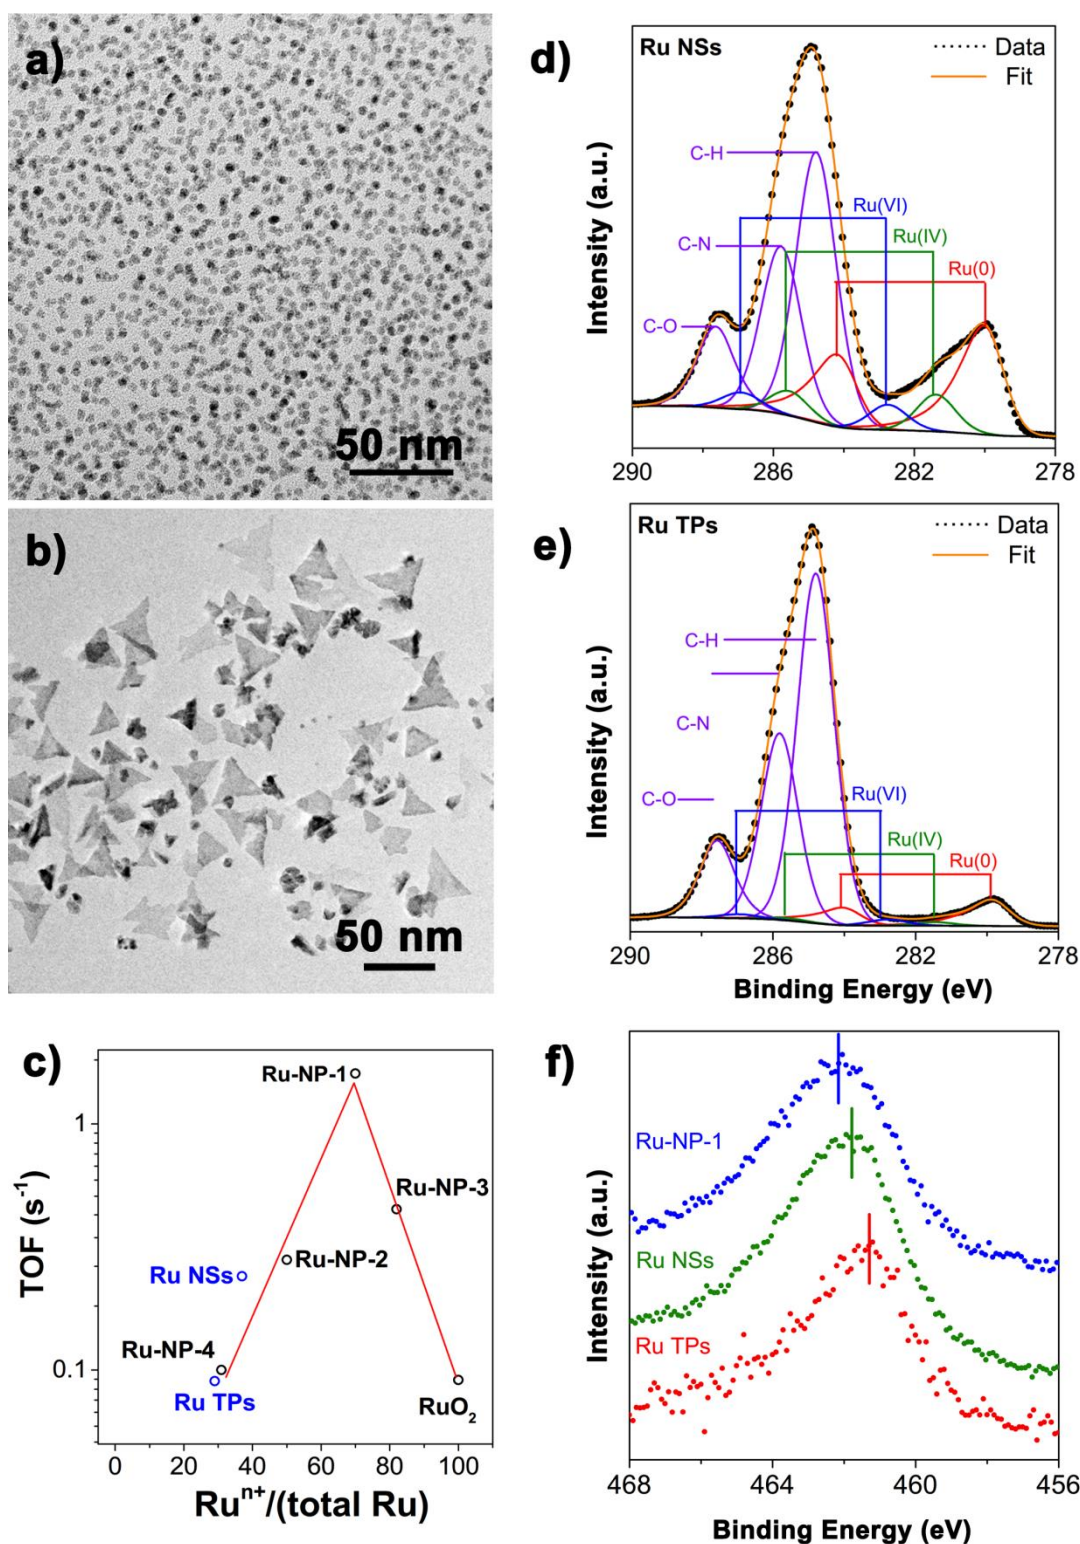 a)
50 nm
b)
50 nm
c)
TOF (s⁻¹)
1
0.1
Ru-NP-1
Ru-NP-3
Ru-NP-2
Ru NSs
Ru-NP-4
Ru TPs
RuO₂
0 20 40 60 80 100
Ruⁿ⁺/(total Ru)
d)
Ru NSs
Data
Fit
C-H
Ru(VI)
C-N
Ru(IV)
Ru(0)
C-O
Intensity (a.u.)
290 286 282 278
e)
Ru TPs
Data
Fit
C-H
C-N
C-O
Ru(VI)
Ru(IV)
Ru(0)
Intensity (a.u.)
290 286 282 278
Binding Energy (eV)
f)
Ru-NP-1
Ru NSs
Ru TPs
Intensity (a.u.)
468 464 460 456
Binding Energy (eV)